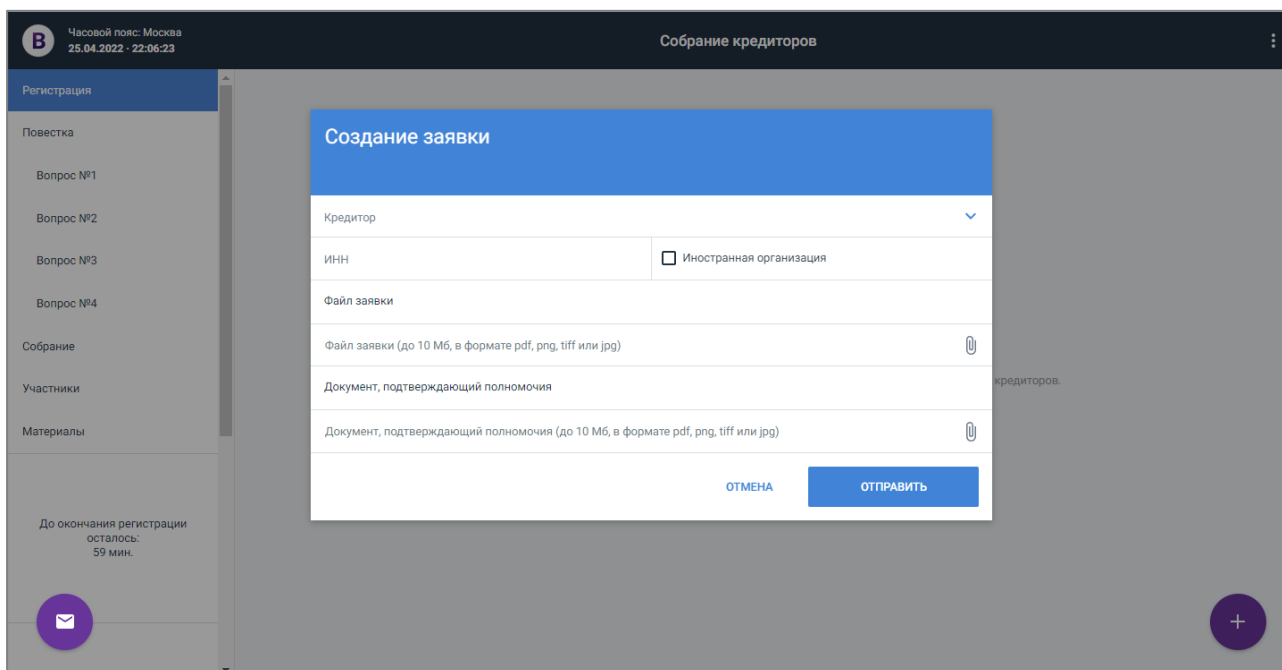 B
Часовой пояс: Москва
25.04.2022 · 22:06:23
Собрание кредиторов
Регистрация
Повестка
Вопрос №1
Вопрос №2
Вопрос №3
Вопрос №4
Собрание
Участники
Материалы
До окончания регистрации
осталось:
59 мин.
Создание заявки
Кредитор
ИНН
Иностранная организация
Файл заявки
Файл заявки (до 10 Мб, в формате pdf, png, tiff или jpg)
Документ, подтверждающий полномочия
Документ, подтверждающий полномочия (до 10 Мб, в формате pdf, png, tiff или jpg)
ОТМЕНА
ОТПРАВИТЬ
кредиторов.